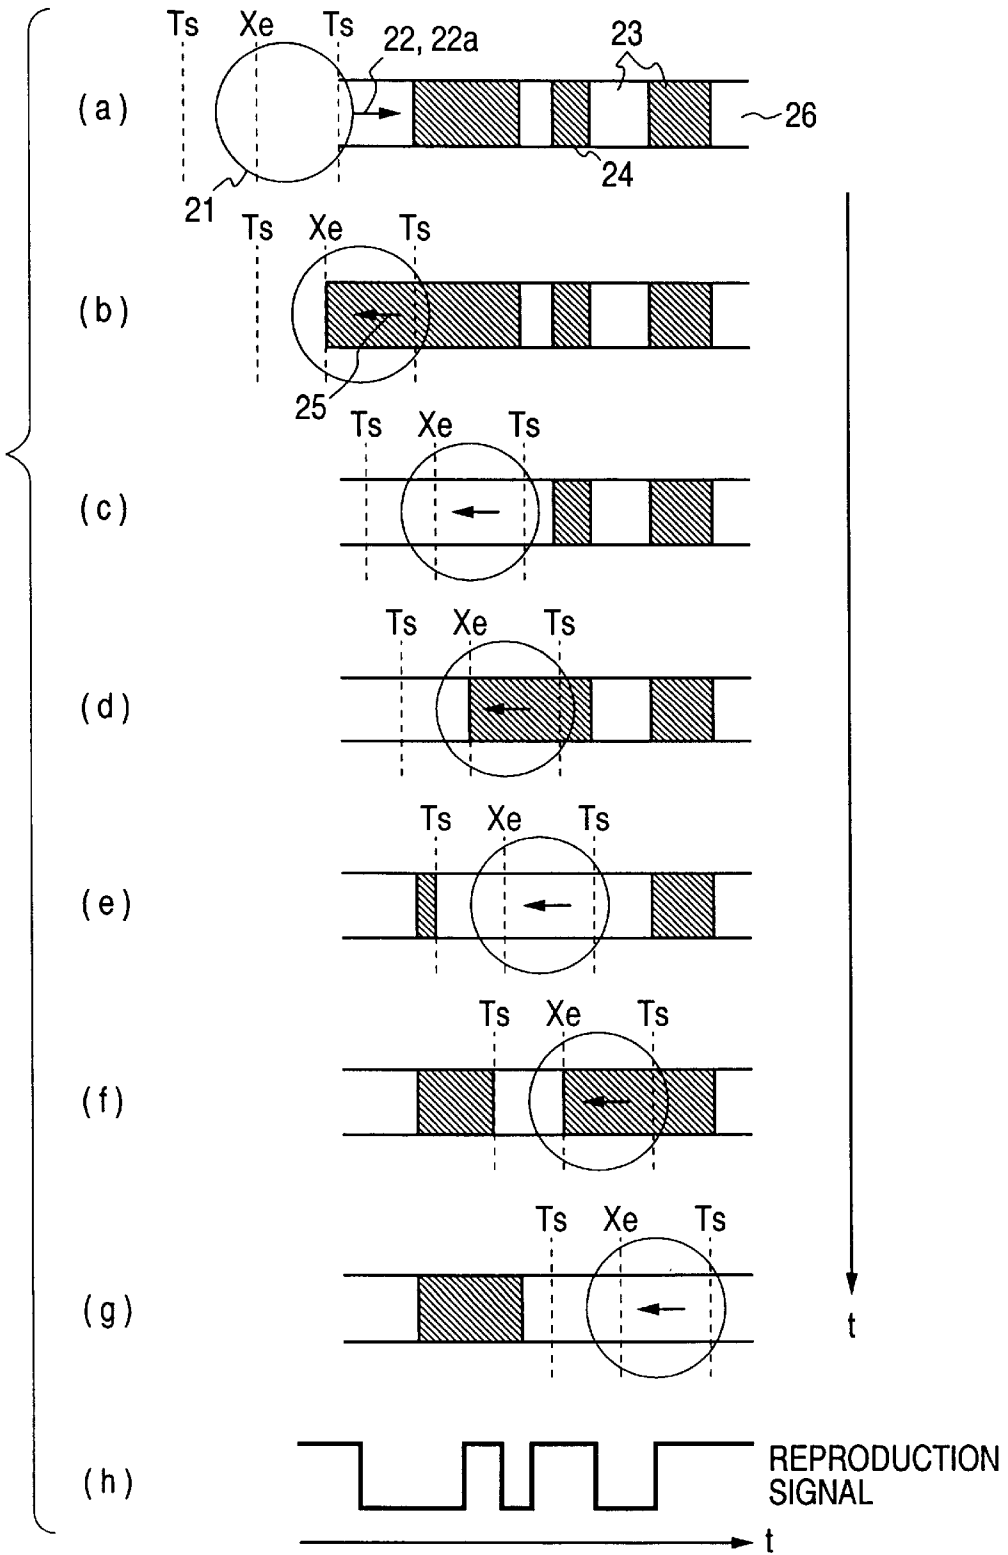 Ts Xe Ts
22, 22a
23
(a)
26
24
21
Ts Xe Ts
(b)
25
Ts Xe Ts
(c)
Ts Xe Ts
(d)
Ts Xe Ts
(e)
Ts Xe Ts
(f)
Ts Xe Ts
(g)
t
(h)
REPRODUCTION
SIGNAL
t